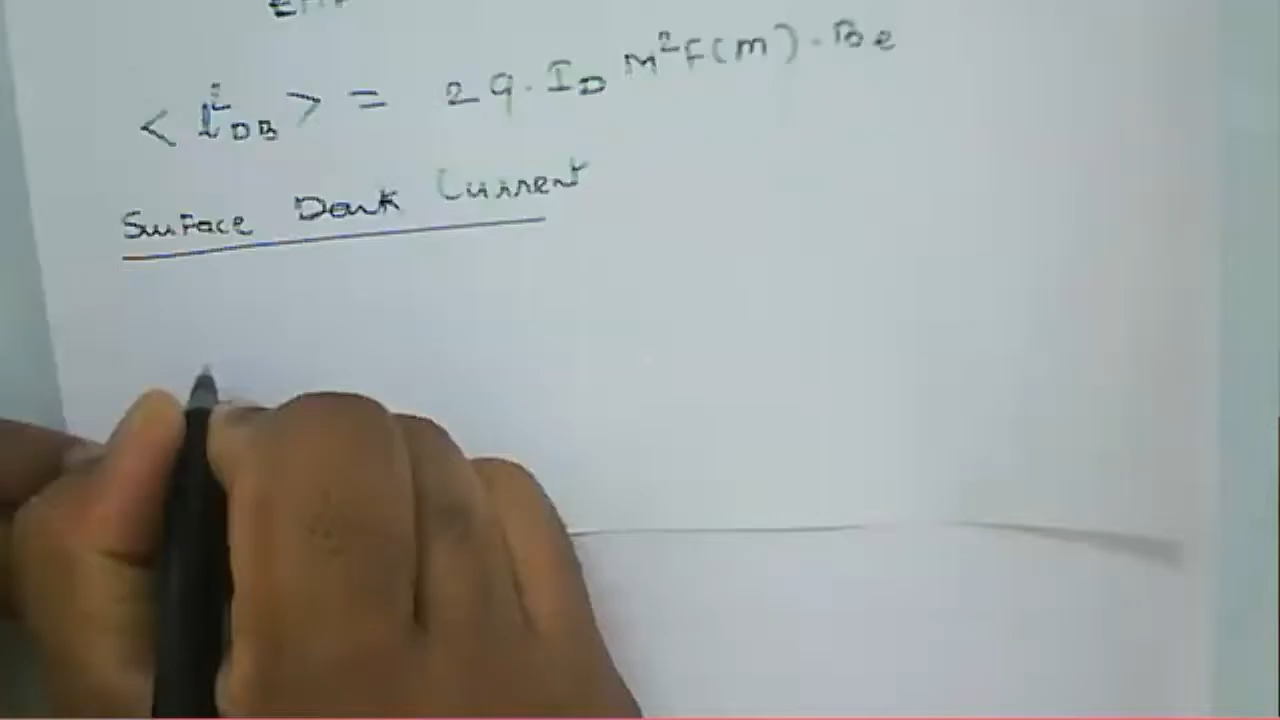 < i²DB > = 2q. ID M²F(M) . Be
Surface Dark Current